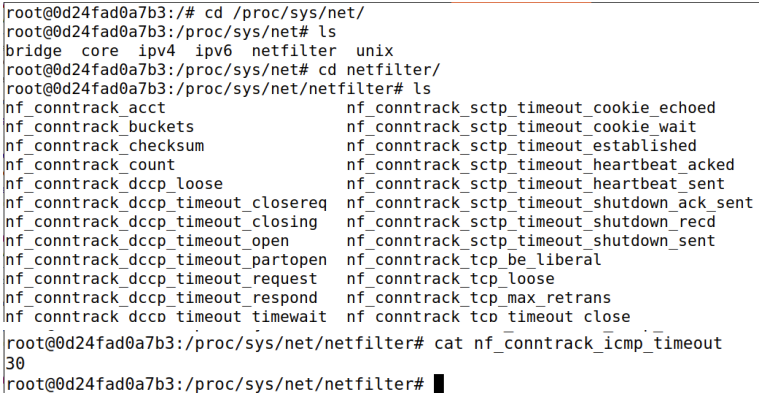 root@0d24fad0a7b3:/# cd /proc/sys/net/
root@0d24fad0a7b3:/proc/sys/net# ls
bridge  core  ipv4  ipv6  netfilter  unix
root@0d24fad0a7b3:/proc/sys/net# cd netfilter/
root@0d24fad0a7b3:/proc/sys/net/netfilter# ls
nf_conntrack_acct                    nf_conntrack_sctp_timeout_cookie_echoed
nf_conntrack_buckets                 nf_conntrack_sctp_timeout_cookie_wait
nf_conntrack_checksum                nf_conntrack_sctp_timeout_established
nf_conntrack_count                   nf_conntrack_sctp_timeout_heartbeat_acked
nf_conntrack_dccp_loose              nf_conntrack_sctp_timeout_heartbeat_sent
nf_conntrack_dccp_timeout_closereq   nf_conntrack_sctp_timeout_shutdown_ack_sent
nf_conntrack_dccp_timeout_closing    nf_conntrack_sctp_timeout_shutdown_recd
nf_conntrack_dccp_timeout_open       nf_conntrack_sctp_timeout_shutdown_sent
nf_conntrack_dccp_timeout_partopen   nf_conntrack_tcp_be_liberal
nf_conntrack_dccp_timeout_request    nf_conntrack_tcp_loose
nf_conntrack_dccp_timeout_respond    nf_conntrack_tcp_max_retrans
nf_conntrack_dccp_timeout_timewait   nf_conntrack_tcp_timeout_close
root@0d24fad0a7b3:/proc/sys/net/netfilter# cat nf_conntrack_icmp_timeout
30
root@0d24fad0a7b3:/proc/sys/net/netfilter#